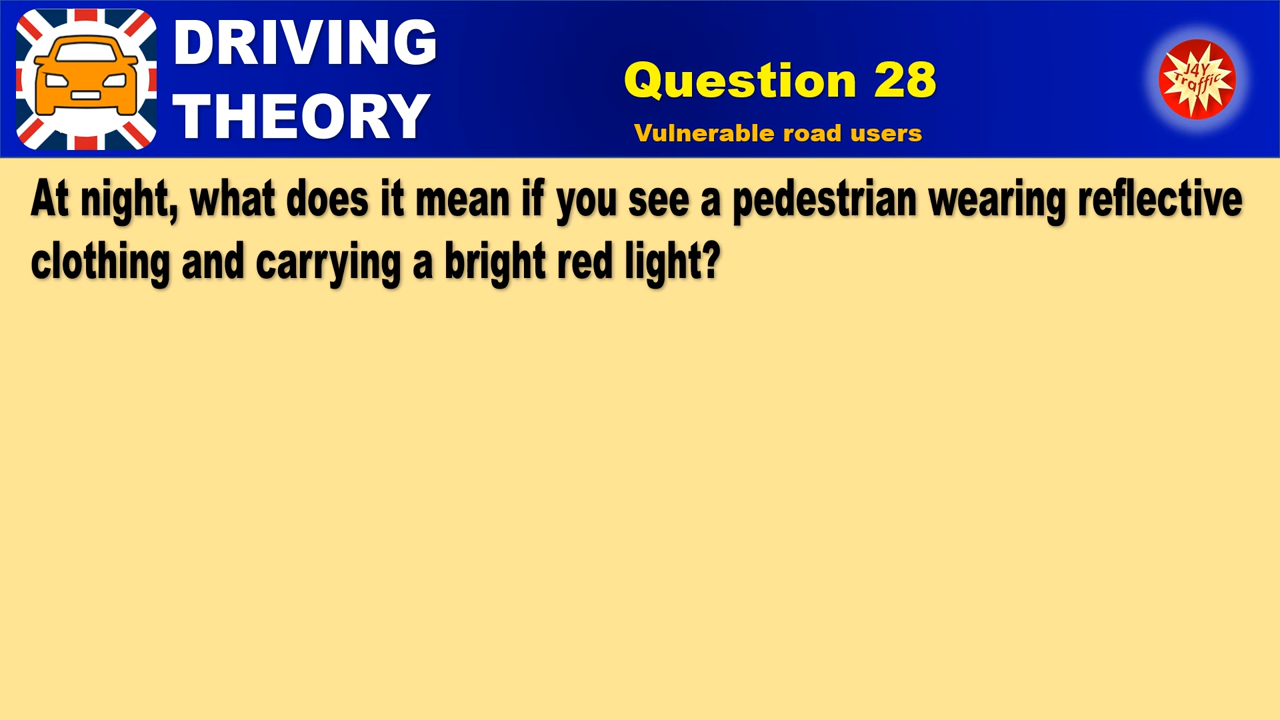 DRIVING
THEORY
Question 28
Vulnerable road users
J4Y
Traffic
At night, what does it mean if you see a pedestrian wearing reflective
clothing and carrying a bright red light?